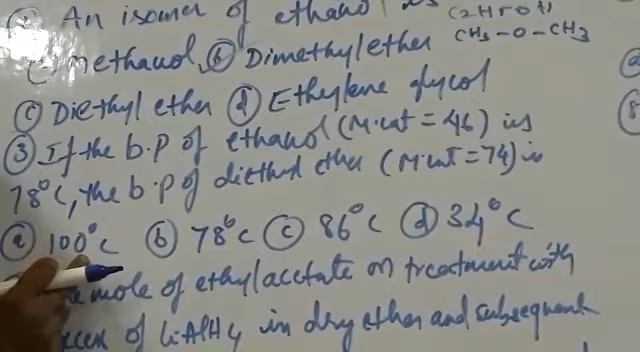 An isomer of ethanol is C2H5OH
methanol, (b) Dimethylether CH3-O-CH3
(c) Diethyl ether (d) Ethylene glycol
(3) If the b.p of ethanol (M.wt = 46) is
78°C, the b.p of diethyl ether (M.wt = 74) is
(a) 100°C (b) 78°C (c) 86°C (d) 34°C
mole of ethylacetate on treatment with
of LiAlH4 in dry ether and subsequent